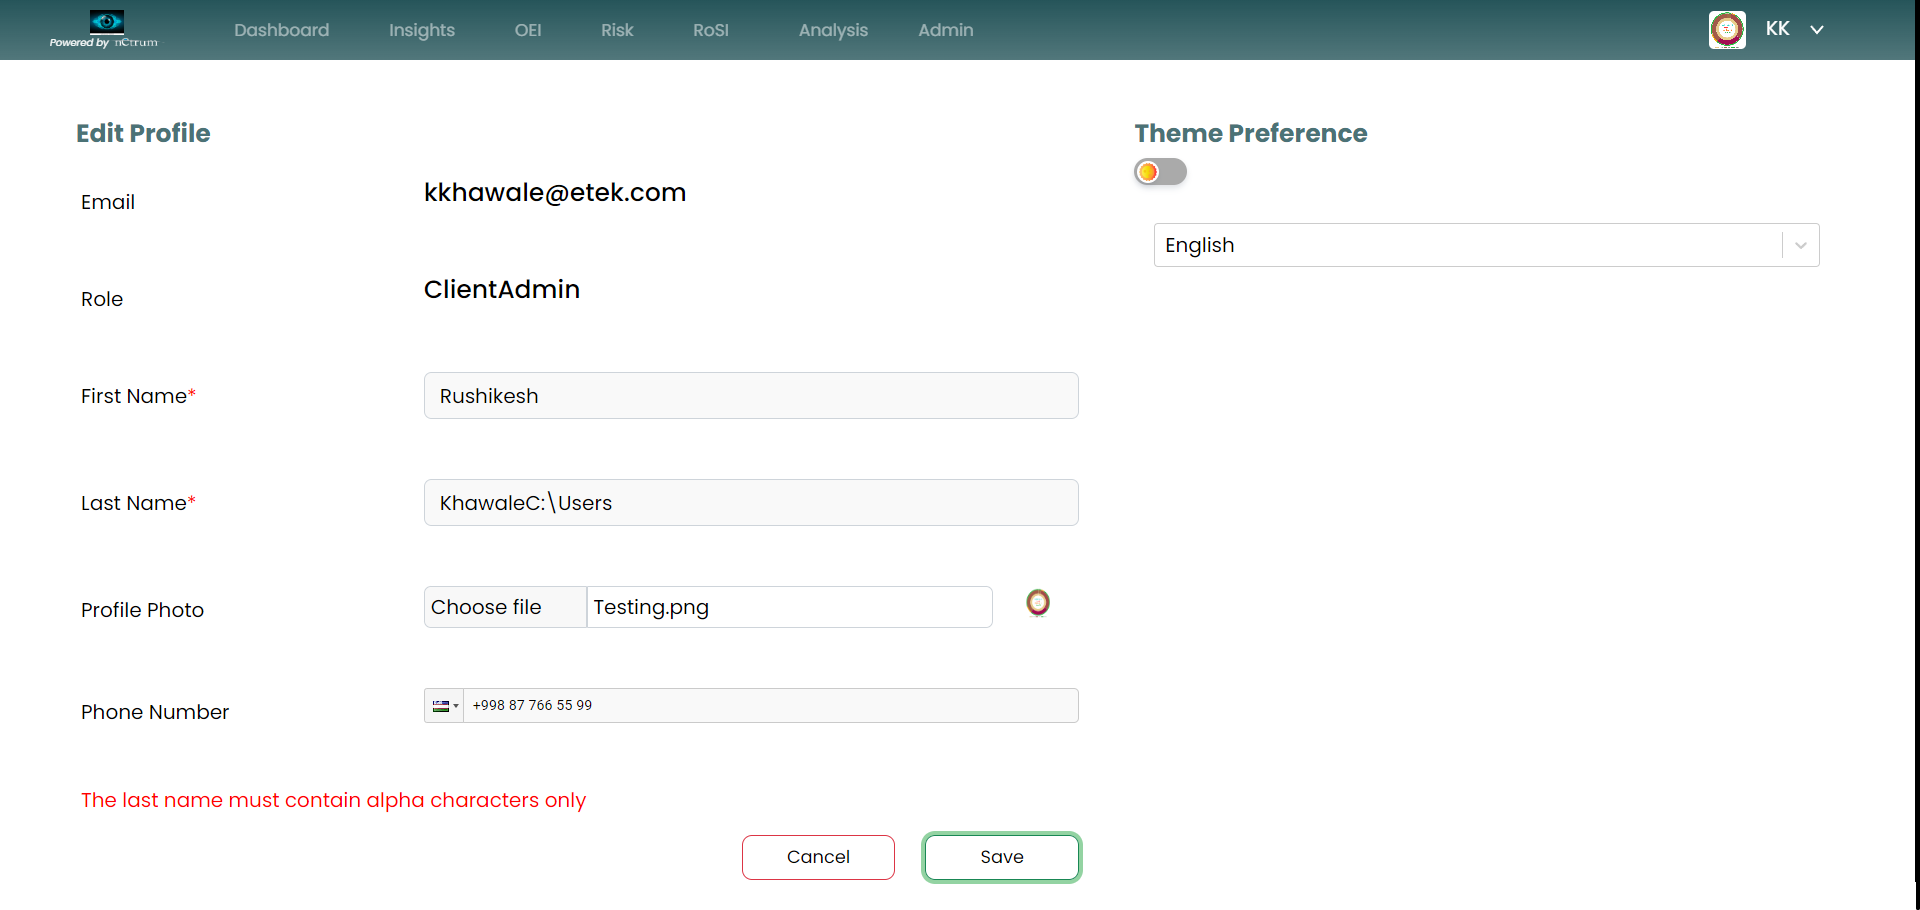 Powered by nCtrum
Dashboard Insights OEI Risk RoSI Analysis Admin KK
Edit Profile
Theme Preference
Email kkhawale@etek.com
English
Role ClientAdmin
First Name* Rushikesh
Last Name* KhawaleC:\Users
Profile Photo Choose file Testing.png
Phone Number +998 87 766 55 99
The last name must contain alpha characters only
Cancel Save